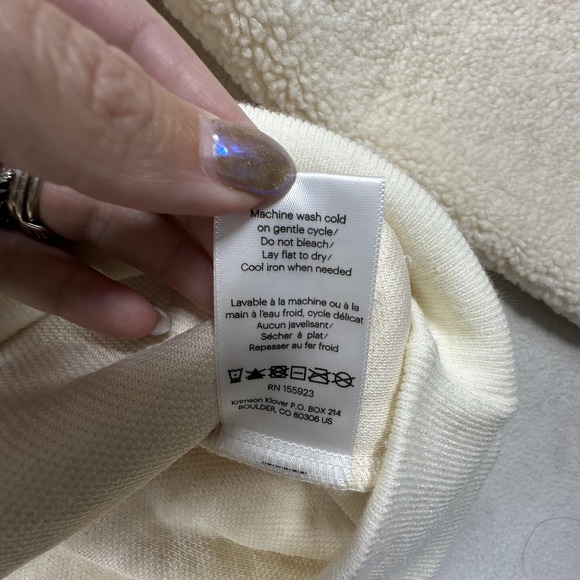 Machine wash cold
on gentle cycle/
Do not bleach/
Lay flat to dry/
Cool iron when needed
Lavable à la machine ou à la
main à l'eau froid, cycle délicat
Aucun javelisant/
Sécher à plat/
Repasser au fer froid
RN 155923
Krimson Klover P.O. BOX 214
BOULDER, CO 80306 US